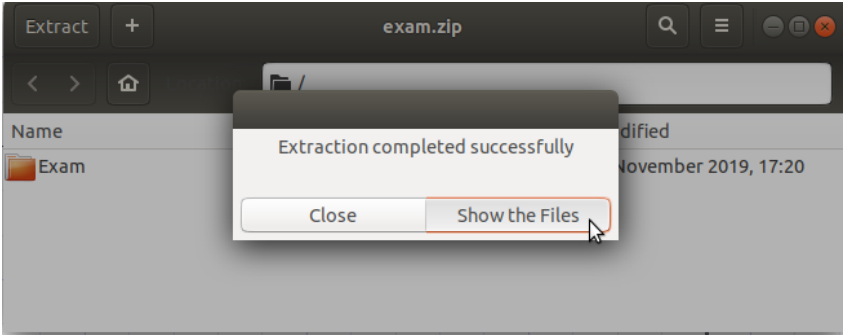 Extract + exam.zip
/
Name dified
Extraction completed successfully
Exam November 2019, 17:20
Close Show the Files